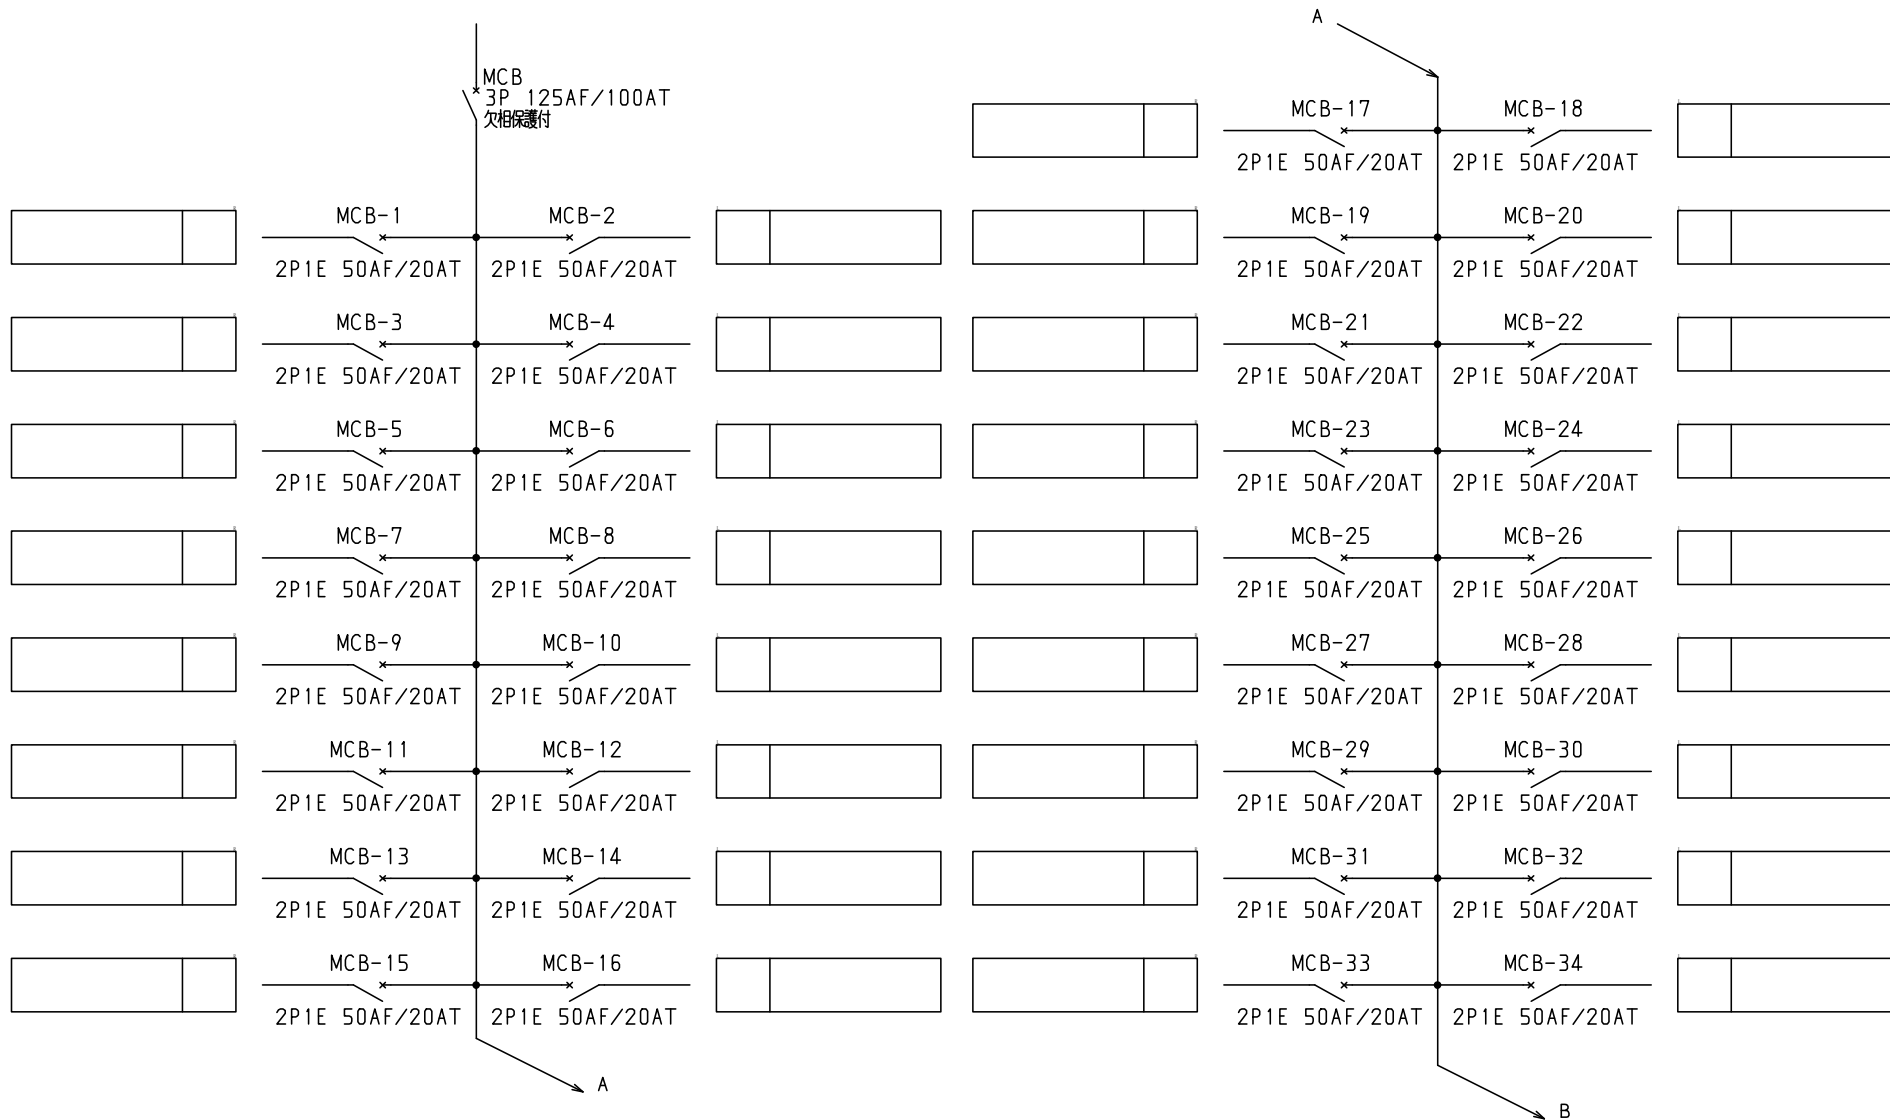 MCB
3P 125AF/100AT
欠相保護付
MCB-1 MCB-2
2P1E 50AF/20AT 2P1E 50AF/20AT
MCB-3 MCB-4
2P1E 50AF/20AT 2P1E 50AF/20AT
MCB-5 MCB-6
2P1E 50AF/20AT 2P1E 50AF/20AT
MCB-7 MCB-8
2P1E 50AF/20AT 2P1E 50AF/20AT
MCB-9 MCB-10
2P1E 50AF/20AT 2P1E 50AF/20AT
MCB-11 MCB-12
2P1E 50AF/20AT 2P1E 50AF/20AT
MCB-13 MCB-14
2P1E 50AF/20AT 2P1E 50AF/20AT
MCB-15 MCB-16
2P1E 50AF/20AT 2P1E 50AF/20AT
A
A
MCB-17 MCB-18
2P1E 50AF/20AT 2P1E 50AF/20AT
MCB-19 MCB-20
2P1E 50AF/20AT 2P1E 50AF/20AT
MCB-21 MCB-22
2P1E 50AF/20AT 2P1E 50AF/20AT
MCB-23 MCB-24
2P1E 50AF/20AT 2P1E 50AF/20AT
MCB-25 MCB-26
2P1E 50AF/20AT 2P1E 50AF/20AT
MCB-27 MCB-28
2P1E 50AF/20AT 2P1E 50AF/20AT
MCB-29 MCB-30
2P1E 50AF/20AT 2P1E 50AF/20AT
MCB-31 MCB-32
2P1E 50AF/20AT 2P1E 50AF/20AT
MCB-33 MCB-34
2P1E 50AF/20AT 2P1E 50AF/20AT
B